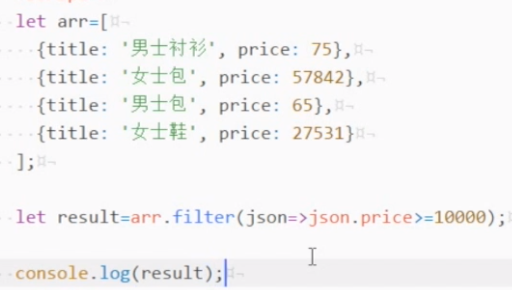 let arr=[
{title: '男士衬衫', price: 75},
{title: '女士包', price: 57842},
{title: '男士包', price: 65},
{title: '女士鞋', price: 27531}
];
let result=arr.filter(json=>json.price>=10000);
console.log(result);